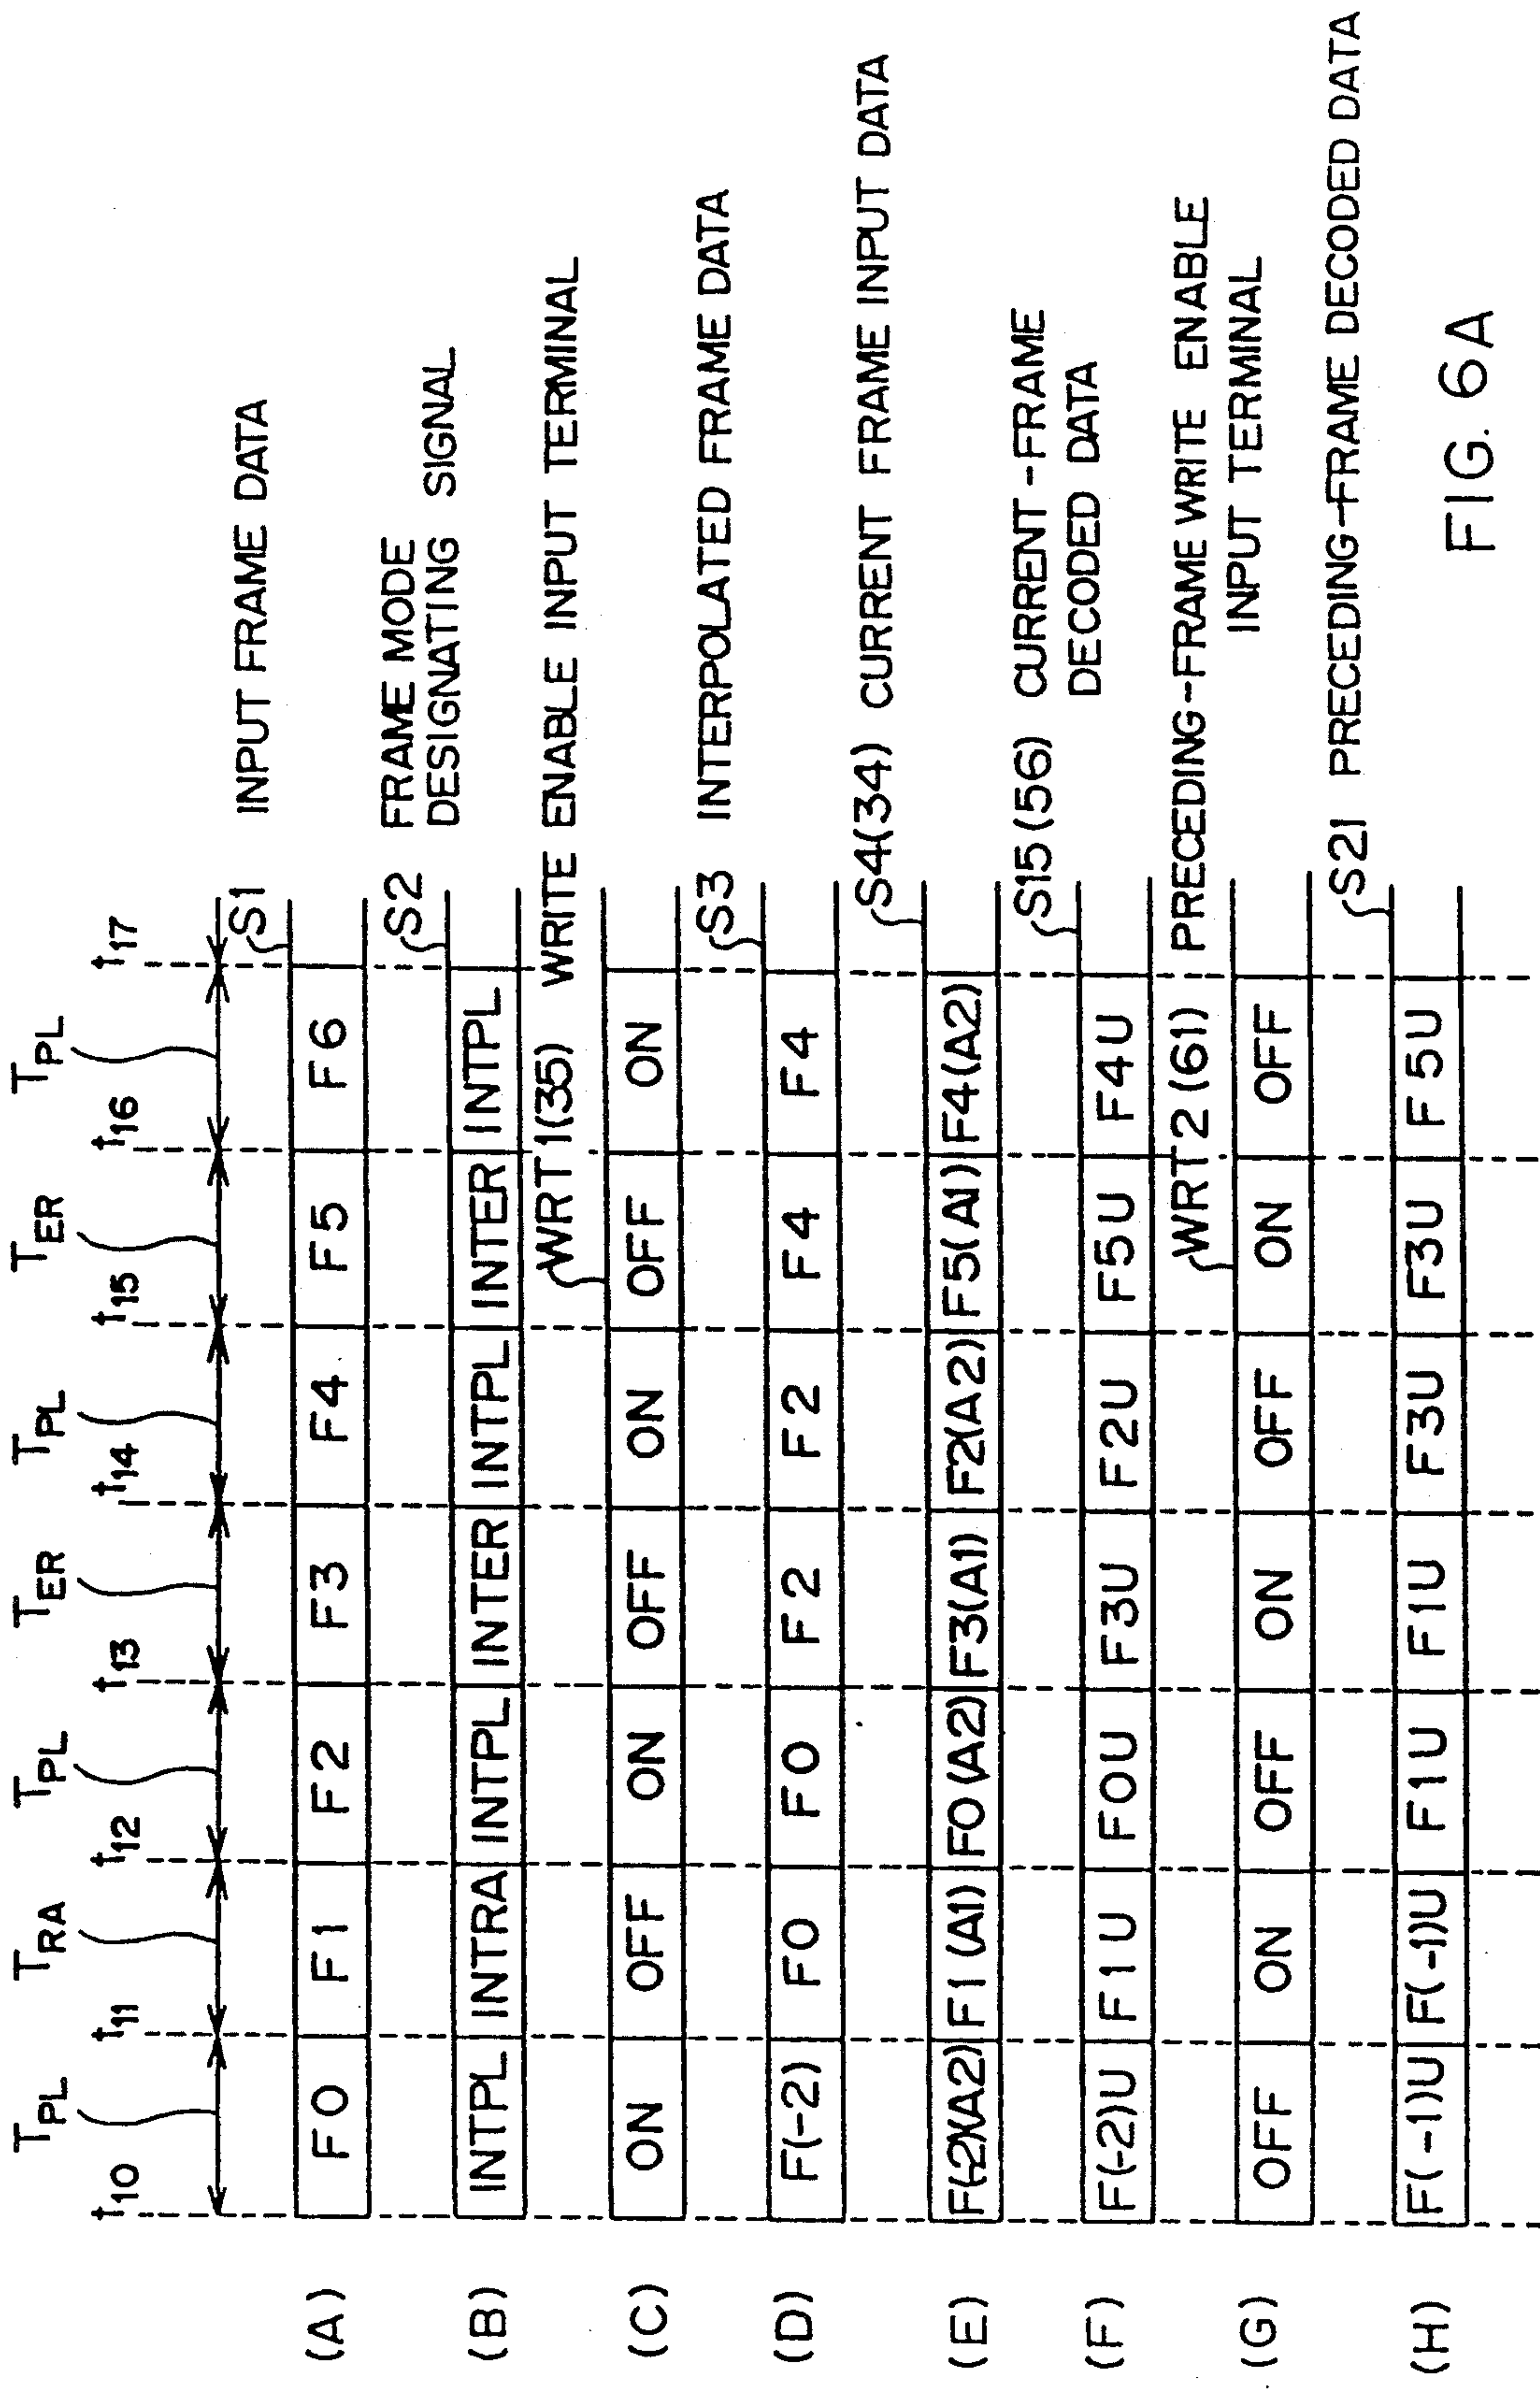 T_PL T_RA T_PL T_ER T_PL T_ER T_PL
t10 t11 t12 t13 t14 t15 t16 t17
S1 INPUT FRAME DATA
(A) F0 F1 F2 F3 F4 F5 F6
S2 FRAME MODE
DESIGNATING SIGNAL
(B) INTPL INTRA INTPL INTER INTPL INTER INTPL
WRT1(35) WRITE ENABLE INPUT TERMINAL
(C) ON OFF ON OFF ON OFF ON
S3 INTERPOLATED FRAME DATA
(D) F(-2) F0 F0 F2 F2 F4 F4
S4(34) CURRENT FRAME INPUT DATA
(E) F(-2)(A2) F1(A1) F0(A2) F3(A1) F2(A2) F5(A1) F4(A2)
S15(56) CURRENT-FRAME
DECODED DATA
(F) F(-2)U F1U F0U F3U F2U F5U F4U
WRT2(61) PRECEDING-FRAME WRITE ENABLE
INPUT TERMINAL
(G) OFF ON OFF ON OFF ON OFF
S21 PRECEDING-FRAME DECODED DATA
(H) F(-1)U F(-1)U F1U F1U F3U F3U F5U
FIG. 6A